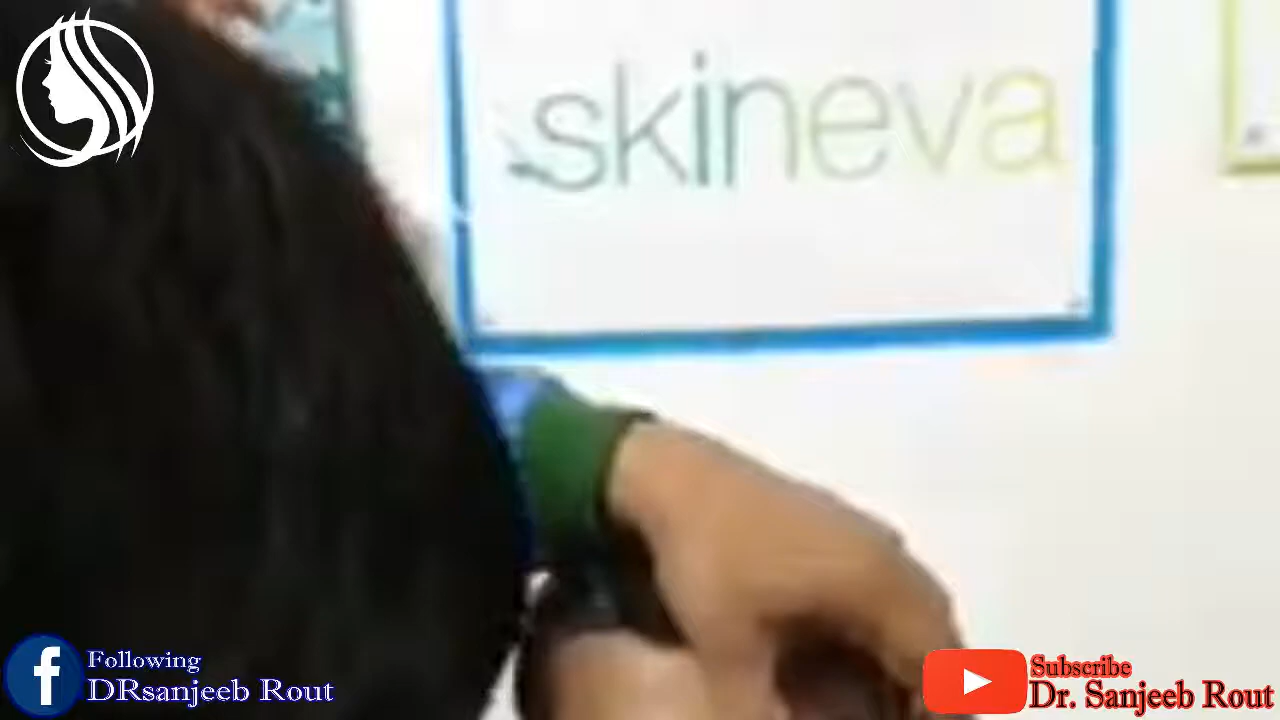 skineva
Following
DRsanjeeb Rout
Subscribe
Dr. Sanjeeb Rout